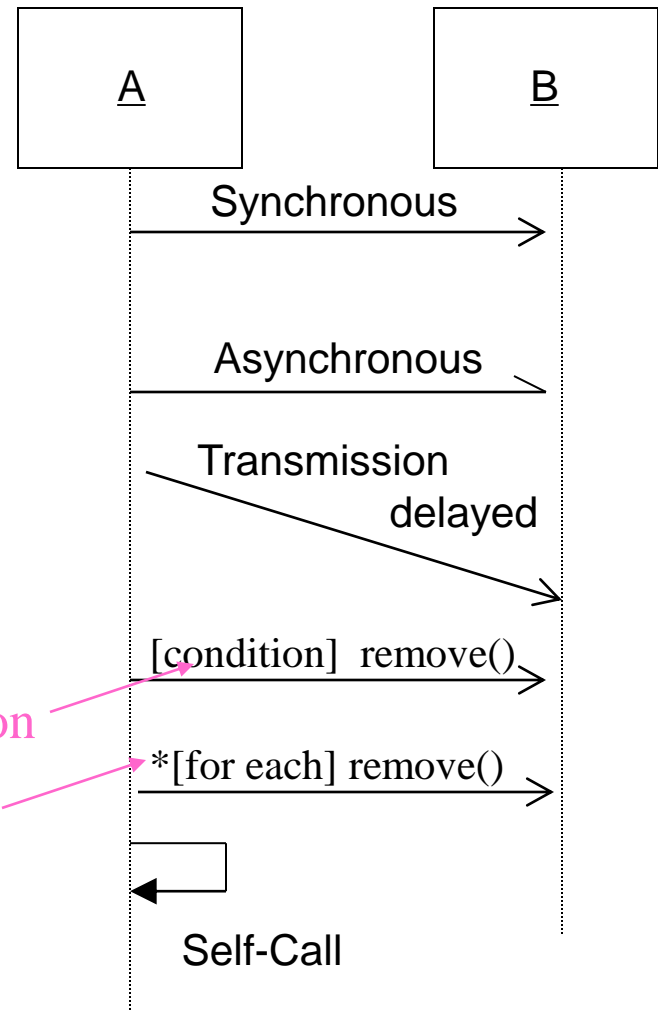 A
B
Synchronous
Asynchronous
Transmission
delayed
[condition] remove()
*[for each] remove()
Self-Call